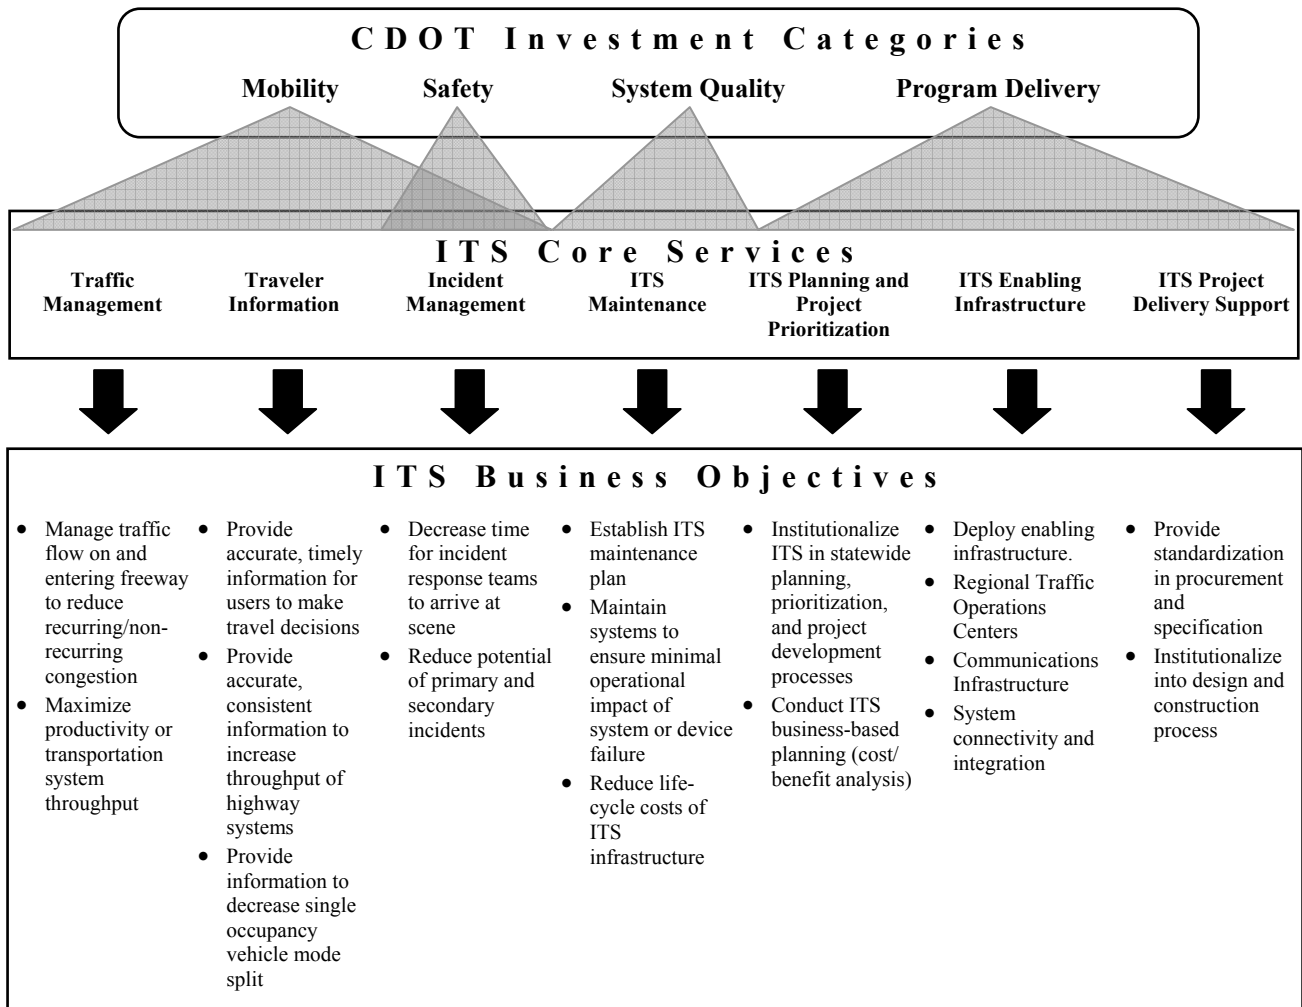 CDOT Investment Categories
Mobility
Safety
System Quality
Program Delivery
ITS Core Services
Traffic
Management
Traveler
Information
Incident
Management
ITS
Maintenance
ITS Planning and
Project
Prioritization
ITS Enabling
Infrastructure
ITS Project
Delivery Support
ITS Business Objectives
• Manage traffic
flow on and
entering freeway
to reduce
recurring/non-
recurring
congestion
• Maximize
productivity or
transportation
system
throughput
• Provide
accurate, timely
information for
users to make
travel decisions
• Provide
accurate,
consistent
information to
increase
throughput of
highway
systems
• Provide
information to
decrease single
occupancy
vehicle mode
split
• Decrease time
for incident
response teams
to arrive at
scene
• Reduce potential
of primary and
secondary
incidents
• Establish ITS
maintenance
plan
• Maintain
systems to
ensure minimal
operational
impact of
system or device
failure
• Reduce life-
cycle costs of
ITS
infrastructure
• Institutionalize
ITS in statewide
planning,
prioritization,
and project
development
processes
• Conduct ITS
business-based
planning (cost/
benefit analysis)
• Deploy enabling
infrastructure.
• Regional Traffic
Operations
Centers
• Communications
Infrastructure
• System
connectivity and
integration
• Provide
standardization
in procurement
and
specification
• Institutionalize
into design and
construction
process